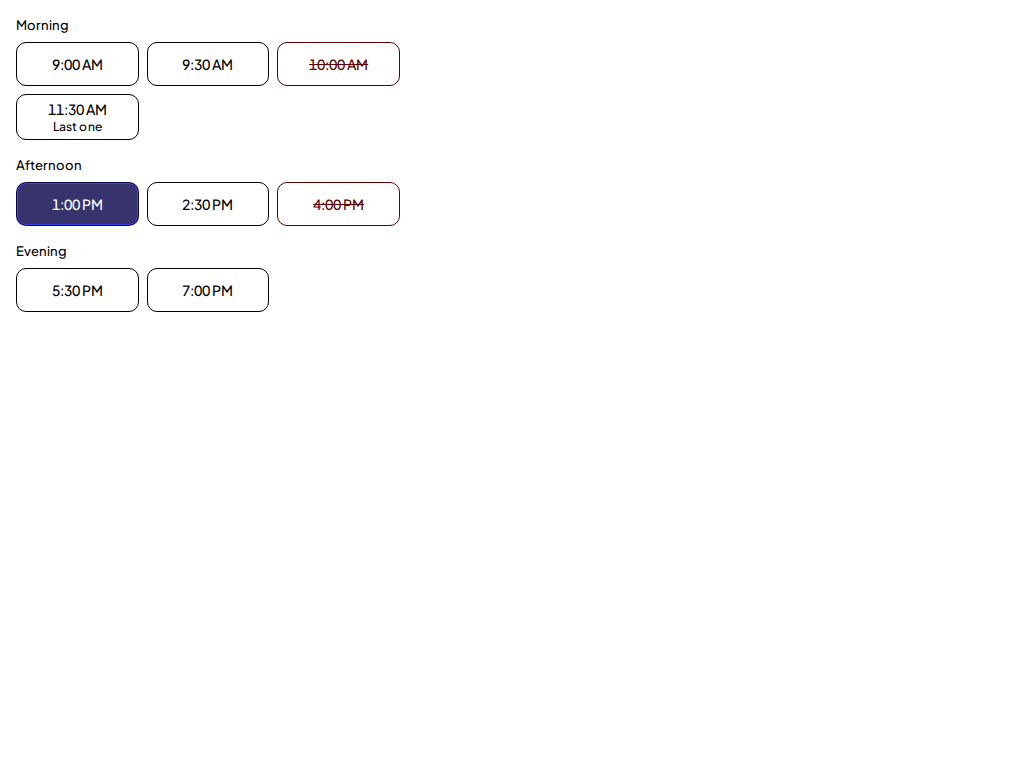 Morning
9:00 AM
9:30 AM
10:00 AM
11:30 AM
Last one
Afternoon
1:00 PM
2:30 PM
4:00 PM
Evening
5:30 PM
7:00 PM